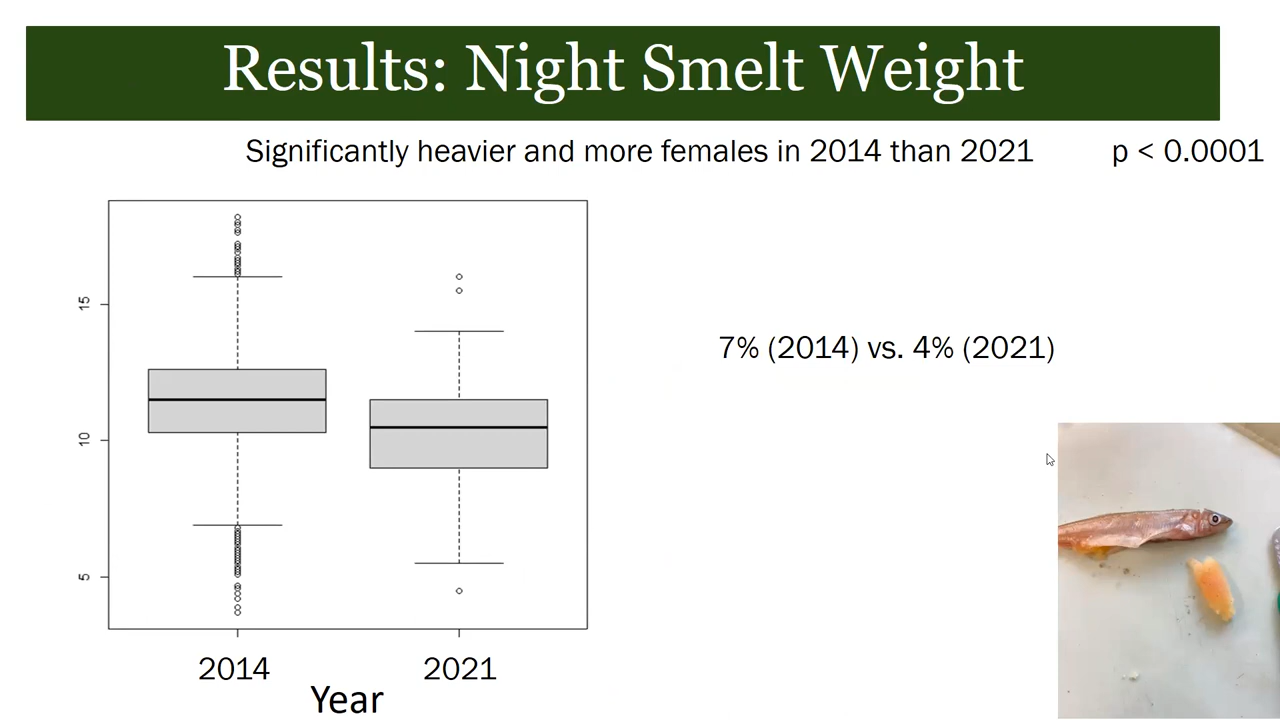 Results: Night Smelt Weight
Significantly heavier and more females in 2014 than 2021 p < 0.0001
15
10
5
7% (2014) vs. 4% (2021)
2014 2021
Year